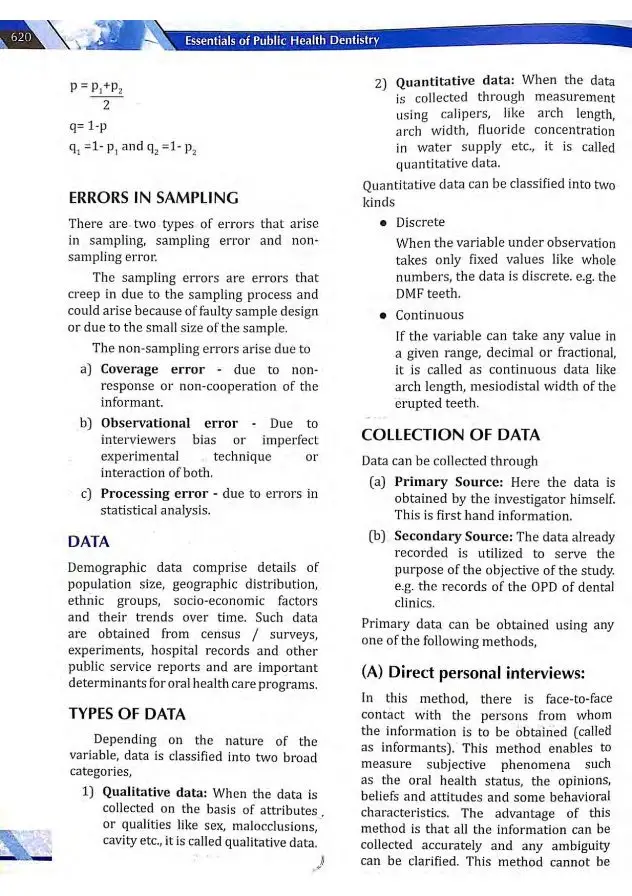 620
Essentials of Public Health Dentistry
p = p₁+p₂
2
q= 1-p
q₁ =1- p₁ and q₂ =1- p₂
ERRORS IN SAMPLING
There are two types of errors that arise
in sampling, sampling error and non-
sampling error.
The sampling errors are errors that
creep in due to the sampling process and
could arise because of faulty sample design
or due to the small size of the sample.
The non-sampling errors arise due to
a) Coverage error - due to non-
response or non-cooperation of the
informant.
b) Observational error - Due to
interviewers bias or imperfect
experimental technique or
interaction of both.
c) Processing error - due to errors in
statistical analysis.
DATA
Demographic data comprise details of
population size, geographic distribution,
ethnic groups, socio-economic factors
and their trends over time. Such data
are obtained from census / surveys,
experiments, hospital records and other
public service reports and are important
determinants for oral health care programs.
TYPES OF DATA
Depending on the nature of the
variable, data is classified into two broad
categories,
1) Qualitative data: When the data is
collected on the basis of attributes
or qualities like sex, malocclusions,
cavity etc., it is called qualitative data.
2) Quantitative data: When the data
is collected through measurement
using calipers, like arch length,
arch width, fluoride concentration
in water supply etc., it is called
quantitative data.
Quantitative data can be classified into two
kinds
• Discrete
When the variable under observation
takes only fixed values like whole
numbers, the data is discrete. e.g. the
DMF teeth.
• Continuous
If the variable can take any value in
a given range, decimal or fractional,
it is called as continuous data like
arch length, mesiodistal width of the
erupted teeth.
COLLECTION OF DATA
Data can be collected through
(a) Primary Source: Here the data is
obtained by the investigator himself.
This is first hand information.
(b) Secondary Source: The data already
recorded is utilized to serve the
purpose of the objective of the study.
e.g. the records of the OPD of dental
clinics.
Primary data can be obtained using any
one of the following methods,
(A) Direct personal interviews:
In this method, there is face-to-face
contact with the persons from whom
the information is to be obtained (called
as informants). This method enables to
measure subjective phenomena such
as the oral health status, the opinions,
beliefs and attitudes and some behavioral
characteristics. The advantage of this
method is that all the information can be
collected accurately and any ambiguity
can be clarified. This method cannot be